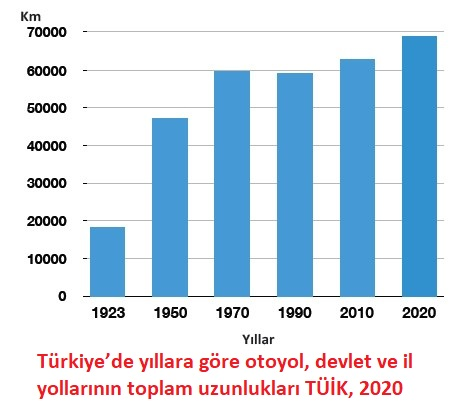 Km
70000
60000
50000
40000
30000
20000
10000
0
1923 1950 1970 1990 2010 2020
Yıllar
Türkiye’de yıllara göre otoyol, devlet ve il
yollarının toplam uzunlukları TÜİK, 2020